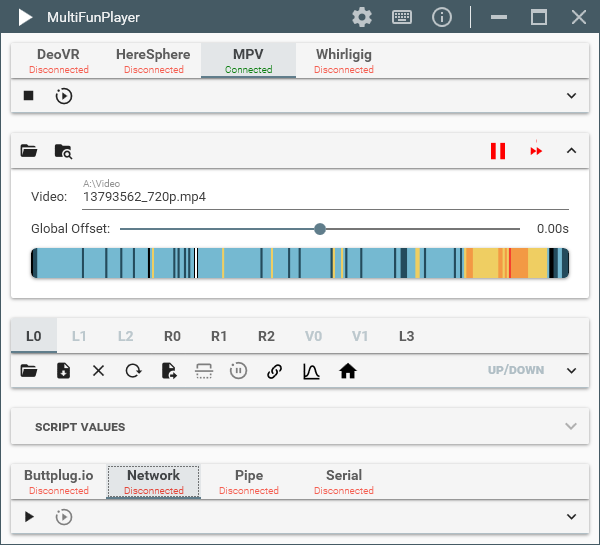 MultiFunPlayer
DeoVR HereSphere MPV Whirligig
Disconnected Disconnected Connected Disconnected
A:\Video
Video: 13793562_720p.mp4
Global Offset: 0.00s
L0 L1 L2 R0 R1 R2 V0 V1 L3
UP/DOWN
SCRIPT VALUES
Buttplug.io Network Pipe Serial
Disconnected Disconnected Disconnected Disconnected